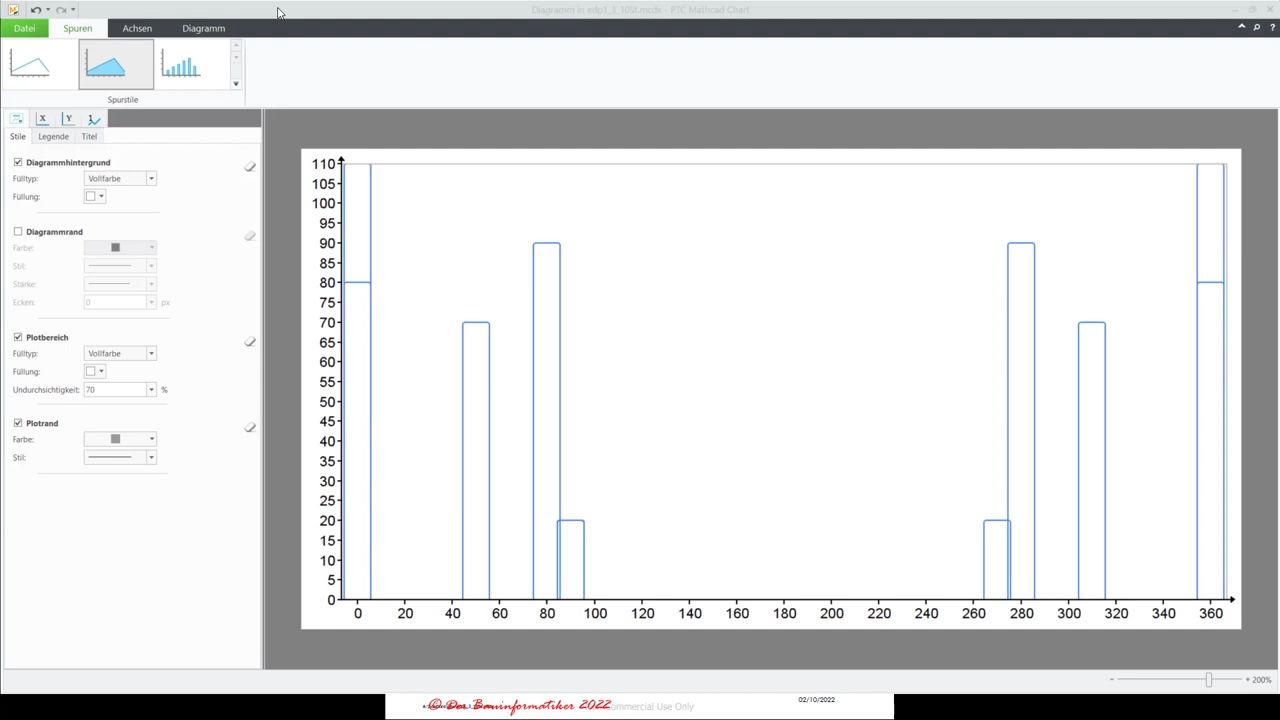 Diagramm in edp1_3_10SI.mcdx - PTC Mathcad Chart
Datei Spuren Achsen Diagramm
Spurstile
X Y 1
Stile Legende Titel
Diagrammhintergrund
Fülltyp: Vollfarbe
Füllung:
Diagrammrand
Farbe:
Stil:
Stärke:
Ecken: 0 px
Plotbereich
Fülltyp: Vollfarbe
Füllung:
Undurchsichtigkeit: 70 %
Plotrand
Farbe:
Stil:
110
105
100
95
90
85
80
75
70
65
60
55
50
45
40
35
30
25
20
15
10
5
0
0 20 40 60 80 100 120 140 160 180 200 220 240 260 280 300 320 340 360
200%
© Der Bauinformatiker 2022
Commercial Use Only
02/10/2022